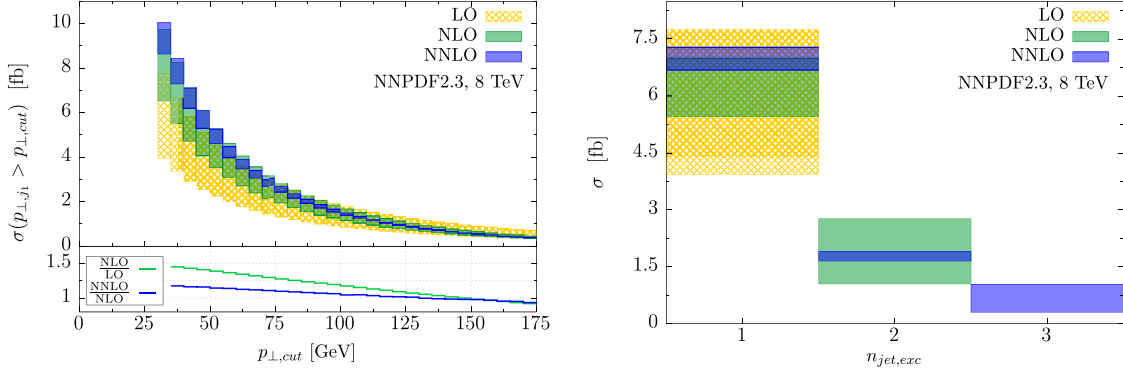 σ(p⊥,j1 > p⊥,cut) [fb]
10
8
6
4
2
0
LO
NLO
NNLO
NNPDF2.3, 8 TeV
1.5
1
NLO
LO
NNLO
NLO
0 25 50 75 100 125 150 175
p⊥,cut [GeV]
σ [fb]
7.5
6
4.5
3
1.5
0
LO
NLO
NNLO
NNPDF2.3, 8 TeV
1 2 3
njet,exc